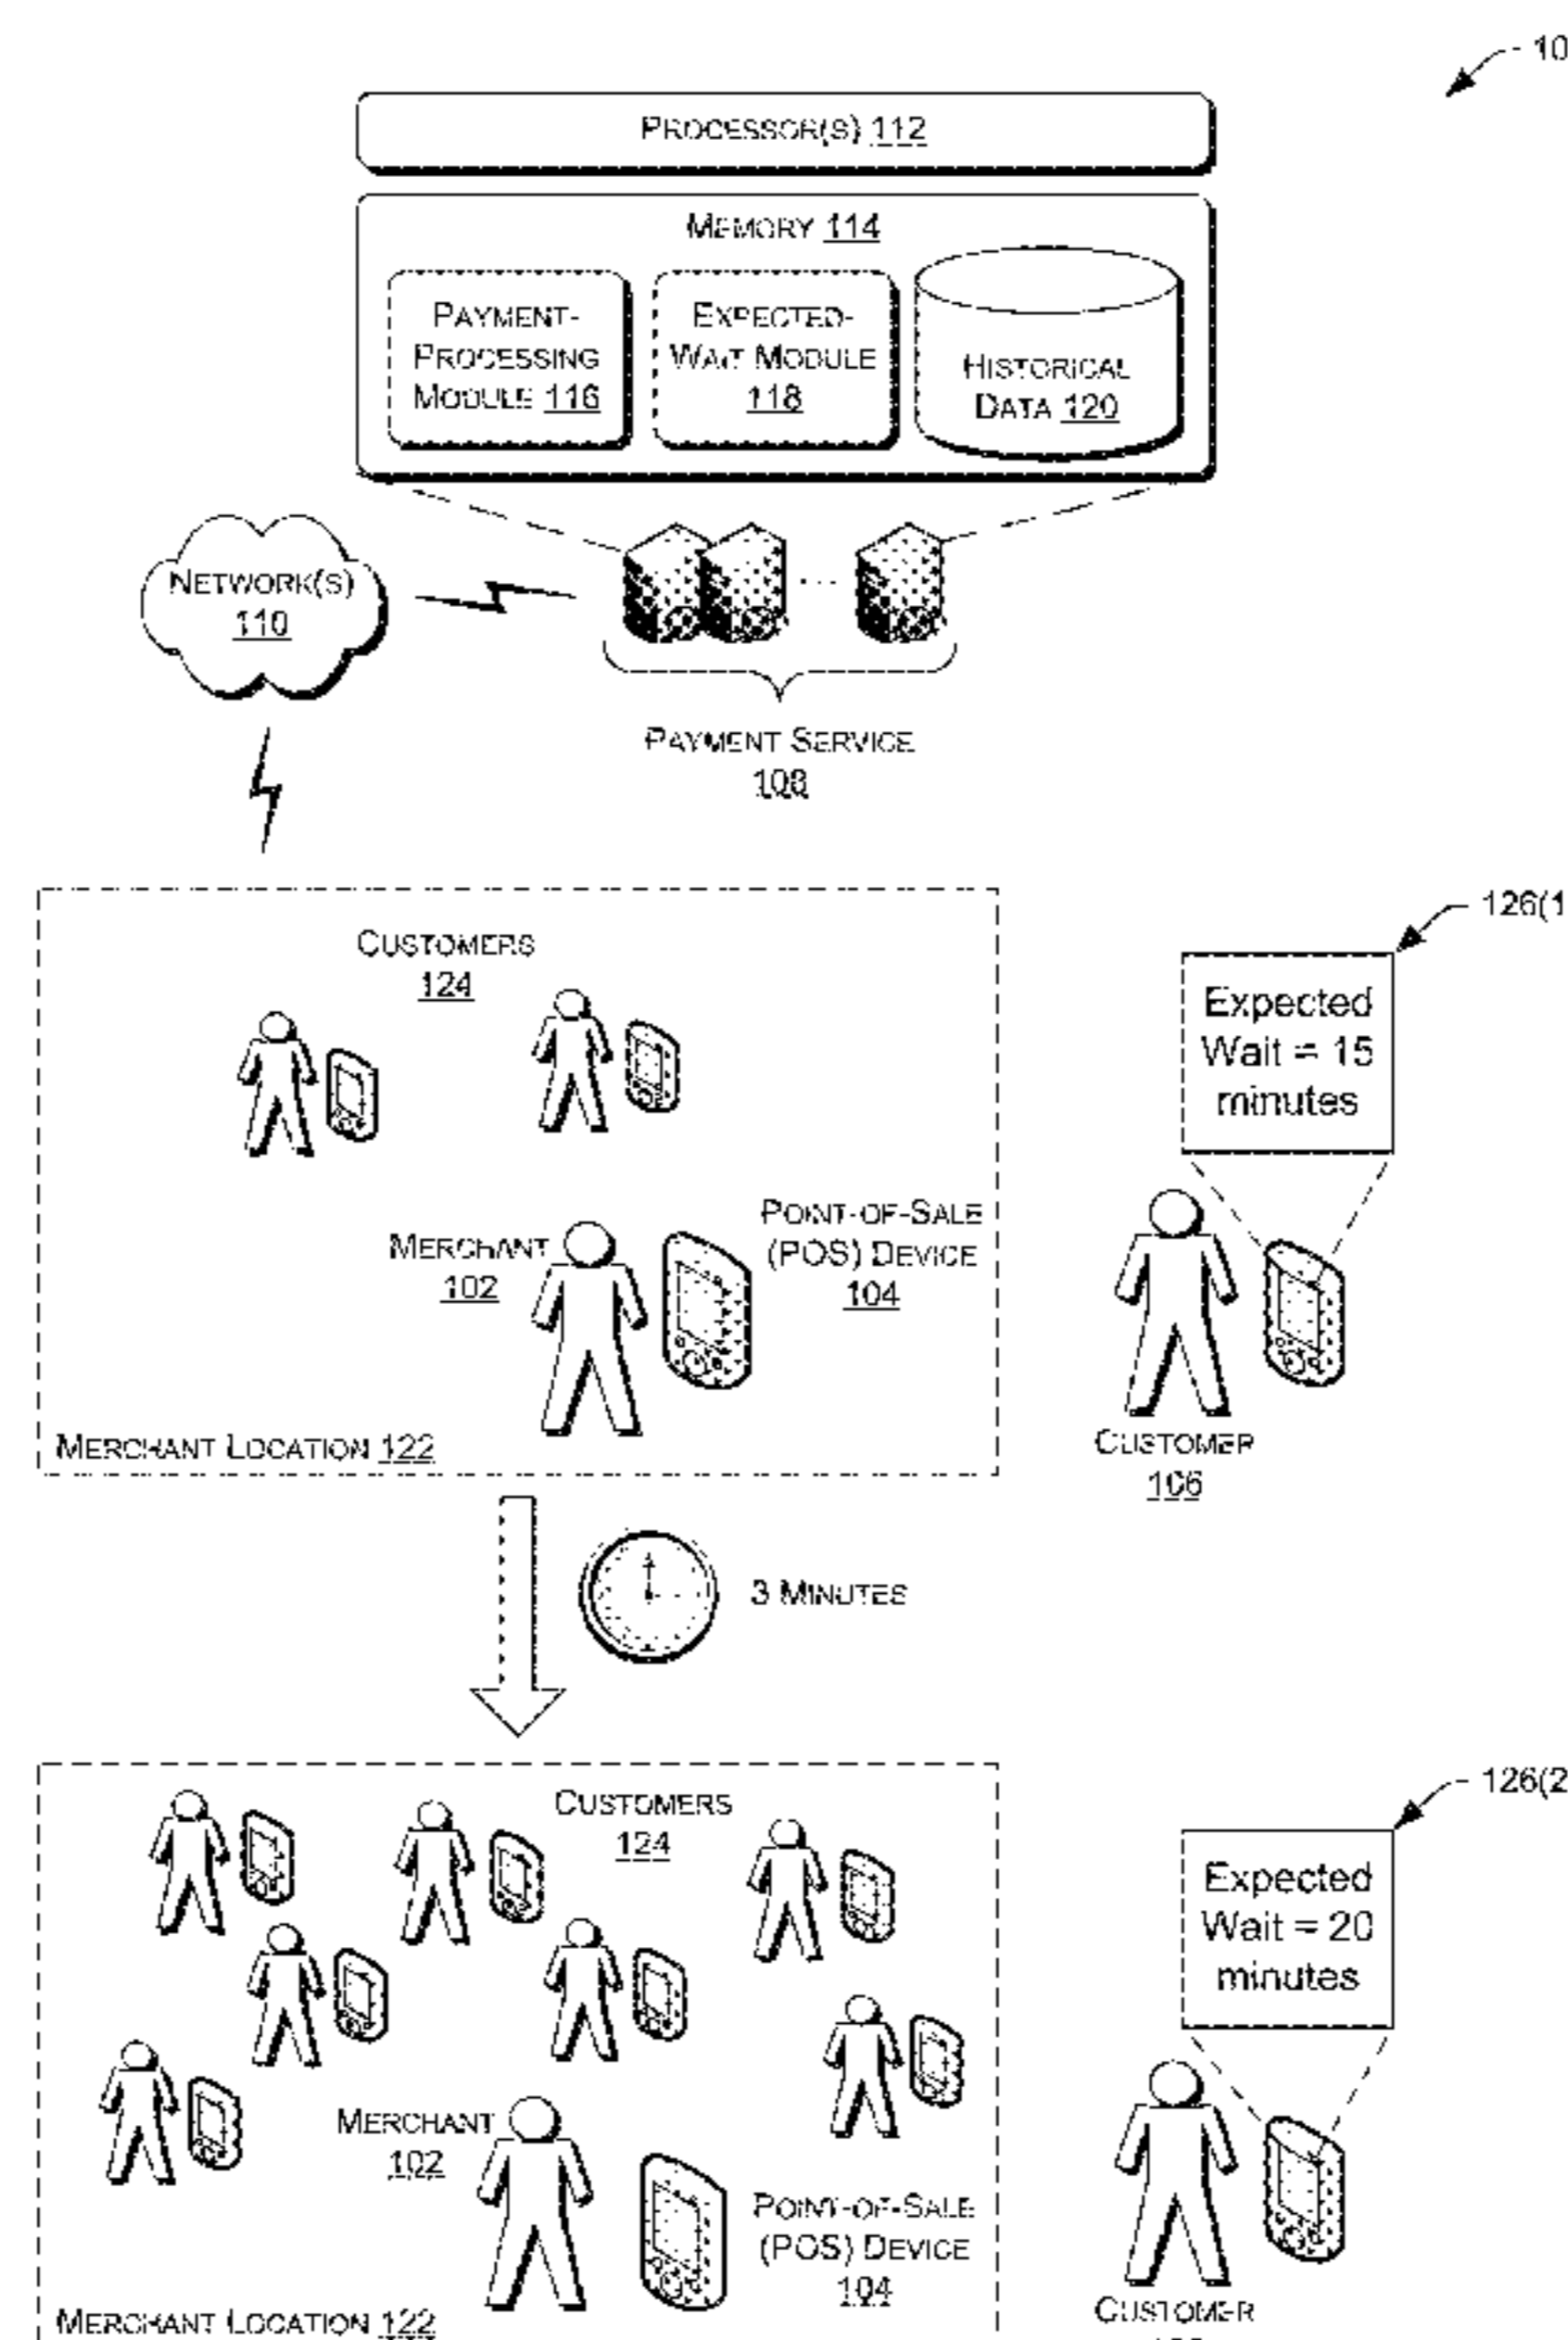 10
PROCESSOR(S) 112
MEMORY 114
PAYMENT-
PROCESSING
MODULE 116
EXPECTED-
WAIT MODULE
118
HISTORICAL
DATA 120
NETWORK(S)
110
PAYMENT SERVICE
108
CUSTOMERS
124
126(1
Expected
Wait = 15
minutes
MERCHANT
102
POINT-OF-SALE
(POS) DEVICE
104
MERCHANT LOCATION 122
CUSTOMER
106
3 MINUTES
CUSTOMERS
124
126(2
Expected
Wait = 20
minutes
MERCHANT
102
POINT-OF-SALE
(POS) DEVICE
104
MERCHANT LOCATION 122
CUSTOMER